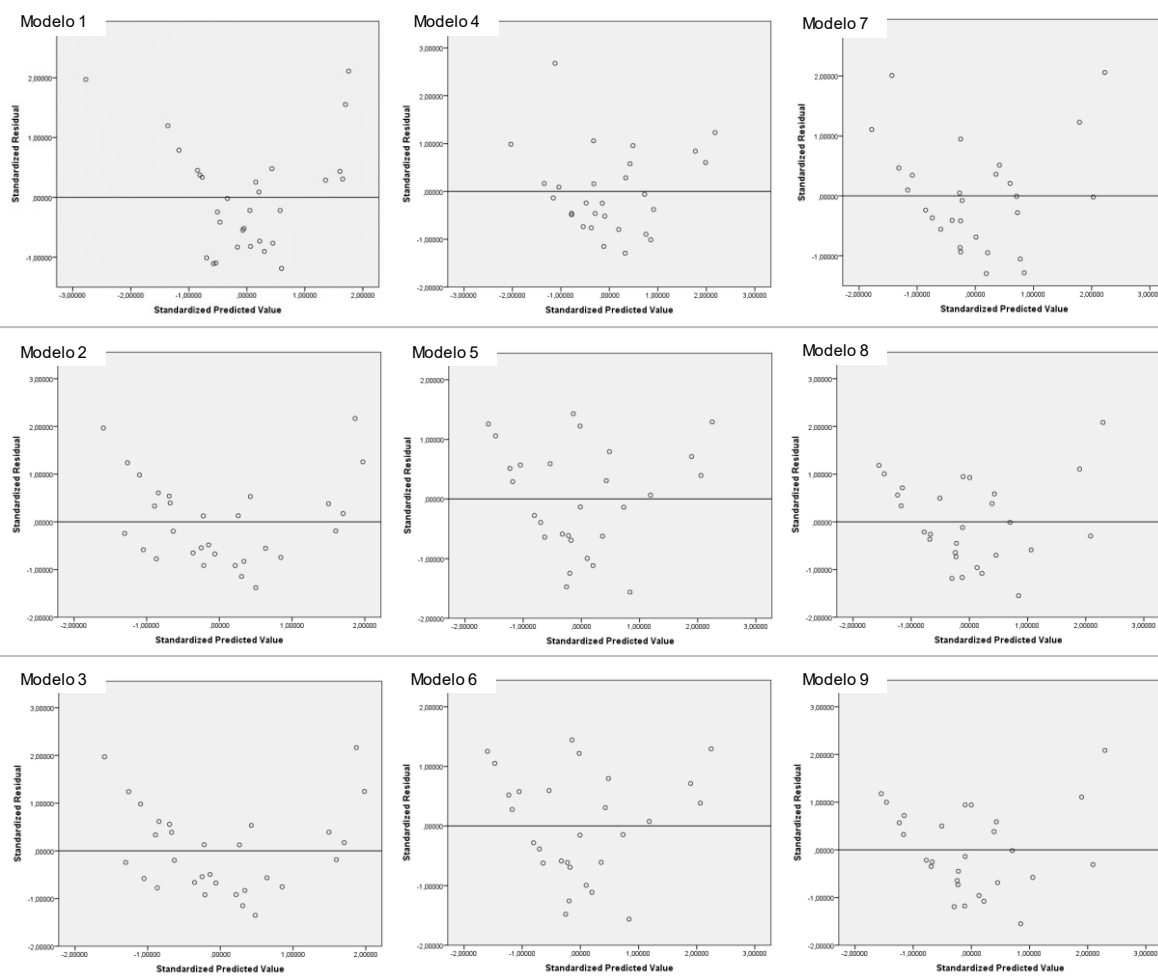 Modelo 1
Standardized Residual
2,00000
1,00000
,00000
-1,00000
-3,00000 -2,00000 -1,00000 ,00000 1,00000 2,00000
Standardized Predicted Value
Modelo 4
Standardized Residual
3,00000
2,00000
1,00000
,00000
-1,00000
-2,00000
-3,00000 -2,00000 -1,00000 ,00000 1,00000 2,00000 3,00000
Standardized Predicted Value
Modelo 7
Standardized Residual
2,00000
1,00000
,00000
-1,00000
-2,00000 -1,00000 ,00000 1,00000 2,00000 3,00000
Standardized Predicted Value
Modelo 2
Standardized Residual
3,00000
2,00000
1,00000
,00000
-1,00000
-2,00000
-2,00000 -1,00000 ,00000 1,00000 2,00000
Standardized Predicted Value
Modelo 5
Standardized Residual
2,00000
1,00000
,00000
-1,00000
-2,00000
-2,00000 -1,00000 ,00000 1,00000 2,00000 3,00000
Standardized Predicted Value
Modelo 8
Standardized Residual
3,00000
2,00000
1,00000
,00000
-1,00000
-2,00000
-2,00000 -1,00000 ,00000 1,00000 2,00000 3,00000
Standardized Predicted Value
Modelo 3
Standardized Residual
3,00000
2,00000
1,00000
,00000
-1,00000
-2,00000
-2,00000 -1,00000 ,00000 1,00000 2,00000
Standardized Predicted Value
Modelo 6
Standardized Residual
2,00000
1,00000
,00000
-1,00000
-2,00000
-2,00000 -1,00000 ,00000 1,00000 2,00000 3,00000
Standardized Predicted Value
Modelo 9
Standardized Residual
3,00000
2,00000
1,00000
,00000
-1,00000
-2,00000
-2,00000 -1,00000 ,00000 1,00000 2,00000 3,00000
Standardized Predicted Value